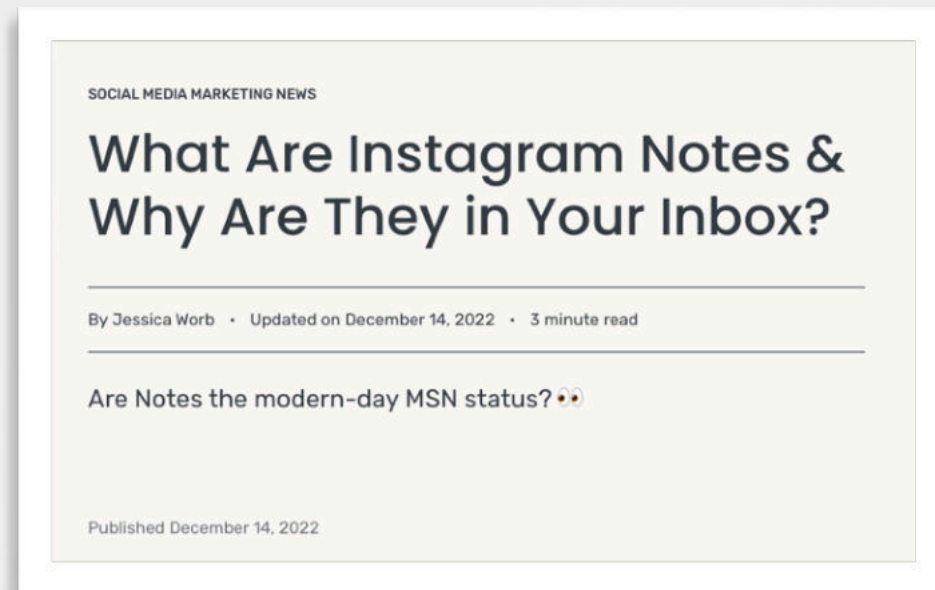 SOCIAL MEDIA MARKETING NEWS
What Are Instagram Notes &
Why Are They in Your Inbox?
By Jessica Worb • Updated on December 14, 2022 • 3 minute read
Are Notes the modern-day MSN status? 👀
Published December 14, 2022